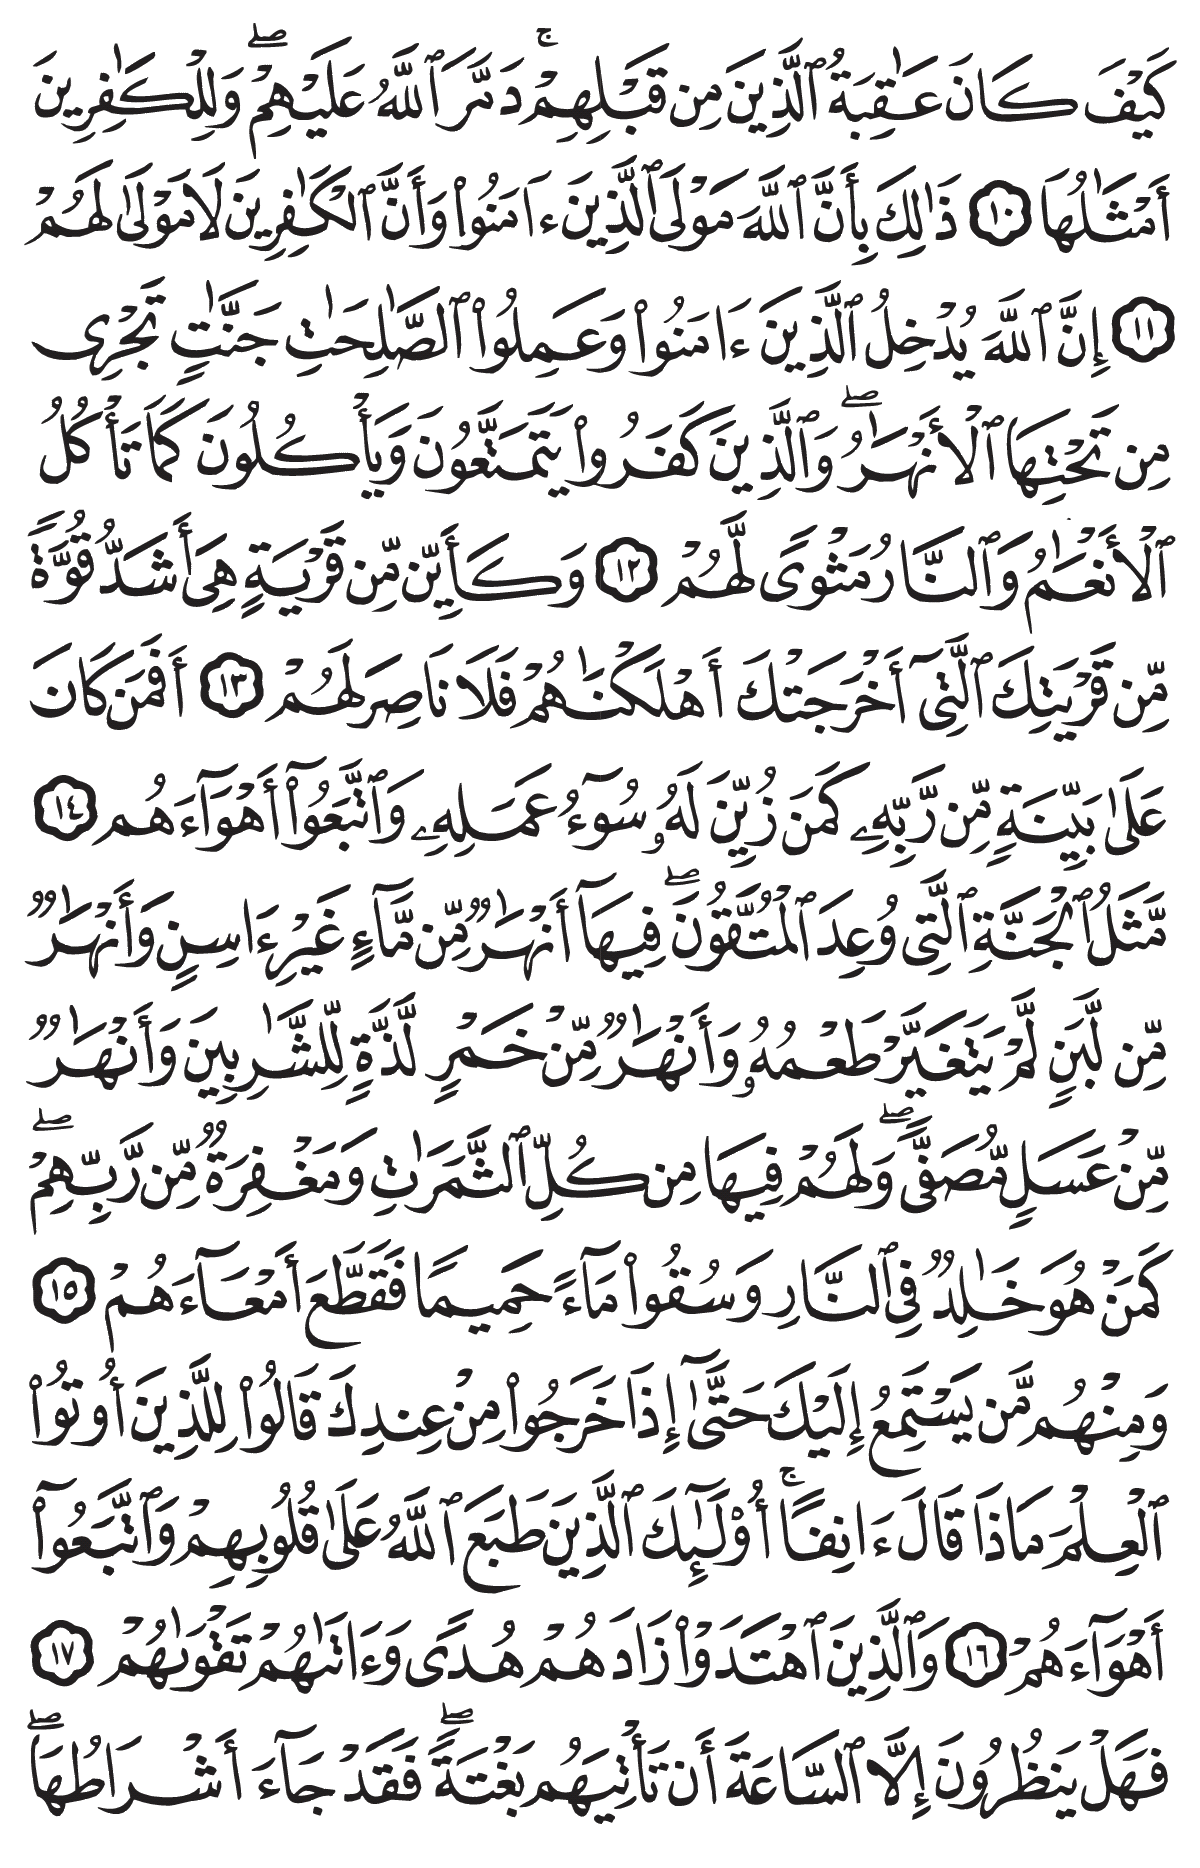 كَيۡفَ كَانَ عَـٰقِبَةُ ٱلَّذِينَ مِن قَبۡلِهِمۡۚ دَمَّرَ ٱللَّهُ عَلَيۡهِمۡۖ وَلِلۡكَـٰفِرِينَ
أَمۡثَـٰلُهَا ١٠ ذَٰلِكَ بِأَنَّ ٱللَّهَ مَوۡلَى ٱلَّذِينَ ءَامَنُواْ وَأَنَّ ٱلۡكَـٰفِرِينَ لَا مَوۡلَىٰ لَهُمۡ
١١ إِنَّ ٱللَّهَ يُدۡخِلُ ٱلَّذِينَ ءَامَنُواْ وَعَمِلُواْ ٱلصَّـٰلِحَـٰتِ جَنَّـٰتٍ تَجۡرِى
مِن تَحۡتِهَا ٱلۡأَنۡهَـٰرُۖ وَٱلَّذِينَ كَفَرُواْ يَتَمَتَّعُونَ وَيَأۡكُلُونَ كَمَا تَأۡكُلُ
ٱلۡأَنۡعَـٰمُ وَٱلنَّارُ مَثۡوًى لَّهُمۡ ١٢ وَكَأَيِّن مِّن قَرۡيَةٍ هِىَ أَشَدُّ قُوَّةً
مِّن قَرۡيَتِكَ ٱلَّتِىٓ أَخۡرَجَتۡكَ أَهۡلَكۡنَـٰهُمۡ فَلَا نَاصِرَ لَهُمۡ ١٣ أَفَمَن كَانَ
عَلَىٰ بَيِّنَةٍ مِّن رَّبِّهِۦ كَمَن زُيِّنَ لَهُۥ سُوٓءُ عَمَلِهِۦ وَٱتَّبَعُوٓاْ أَهۡوَآءَهُم ١٤
مَّثَلُ ٱلۡجَنَّةِ ٱلَّتِى وُعِدَ ٱلۡمُتَّقُونَۖ فِيهَآ أَنۡهَـٰرٌ مِّن مَّآءٍ غَيۡرِ ءَاسِنٍ وَأَنۡهَـٰرٌ
مِّن لَّبَنٍ لَّمۡ يَتَغَيَّرۡ طَعۡمُهُۥ وَأَنۡهَـٰرٌ مِّنۡ خَمۡرٍ لَّذَّةٍ لِّلشَّـٰرِبِينَ وَأَنۡهَـٰرٌ
مِّنۡ عَسَلٍ مُّصَفًّىۖ وَلَهُمۡ فِيهَا مِن كُلِّ ٱلثَّمَرَٰتِ وَمَغۡفِرَةٌ مِّن رَّبِّهِمۡۖ
كَمَنۡ هُوَ خَـٰلِدٌ فِى ٱلنَّارِ وَسُقُواْ مَآءً حَمِيمًا فَقَطَّعَ أَمۡعَآءَهُمۡ ١٥
وَمِنۡهُم مَّن يَسۡتَمِعُ إِلَيۡكَ حَتَّىٰٓ إِذَا خَرَجُواْ مِنۡ عِندِكَ قَالُواْ لِلَّذِينَ أُوتُواْ
ٱلۡعِلۡمَ مَاذَا قَالَ ءَانِفًاۚ أُوْلَـٰٓئِكَ ٱلَّذِينَ طَبَعَ ٱللَّهُ عَلَىٰ قُلُوبِهِمۡ وَٱتَّبَعُوٓاْ
أَهۡوَآءَهُمۡ ١٦ وَٱلَّذِينَ ٱهۡتَدَوۡاْ زَادَهُمۡ هُدًى وَءَاتَىٰهُمۡ تَقۡوَىٰهُمۡ ١٧
فَهَلۡ يَنظُرُونَ إِلَّا ٱلسَّاعَةَ أَن تَأۡتِيَهُم بَغۡتَةًۖ فَقَدۡ جَآءَ أَشۡرَاطُهَاۖ